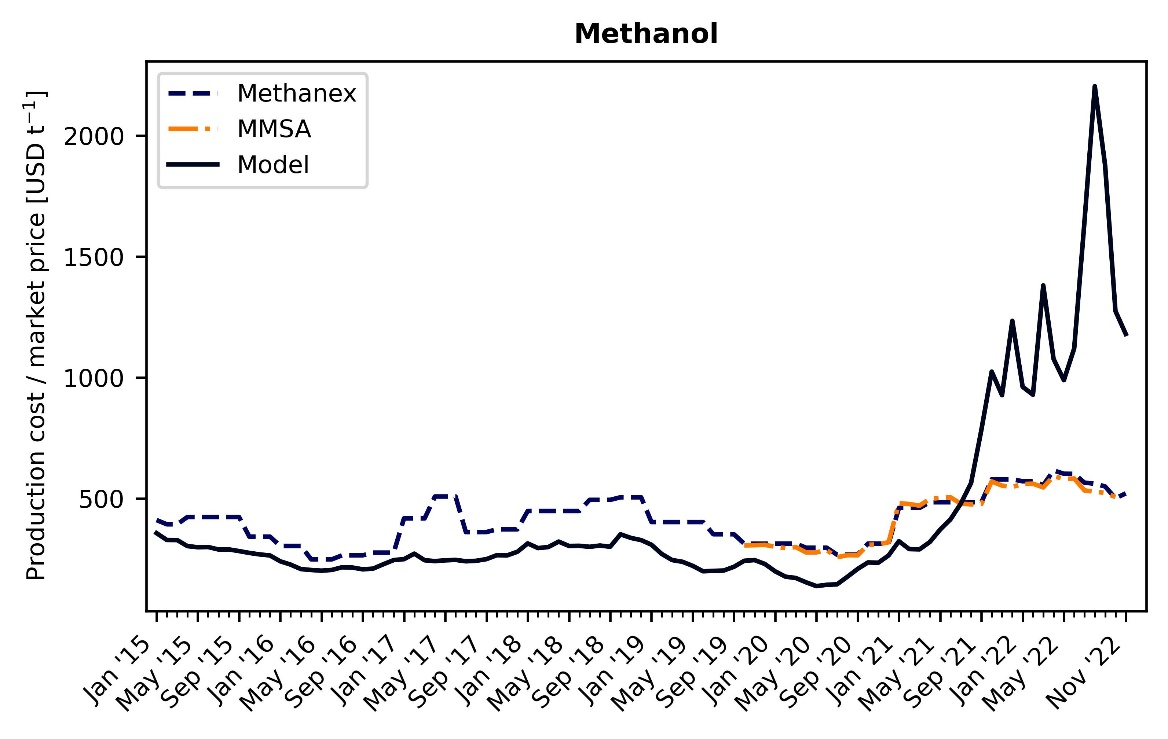 Methanol
Production cost / market price [USD t⁻¹]
2000
1500
1000
500
Methanex
MMSA
Model
Jan '15
May '15
Sep '15
Jan '16
May '16
Sep '16
Jan '17
May '17
Sep '17
Jan '18
May '18
Sep '18
Jan '19
May '19
Sep '19
Jan '20
May '20
Sep '20
Jan '21
May '21
Sep '21
Jan '22
May '22
Nov '22